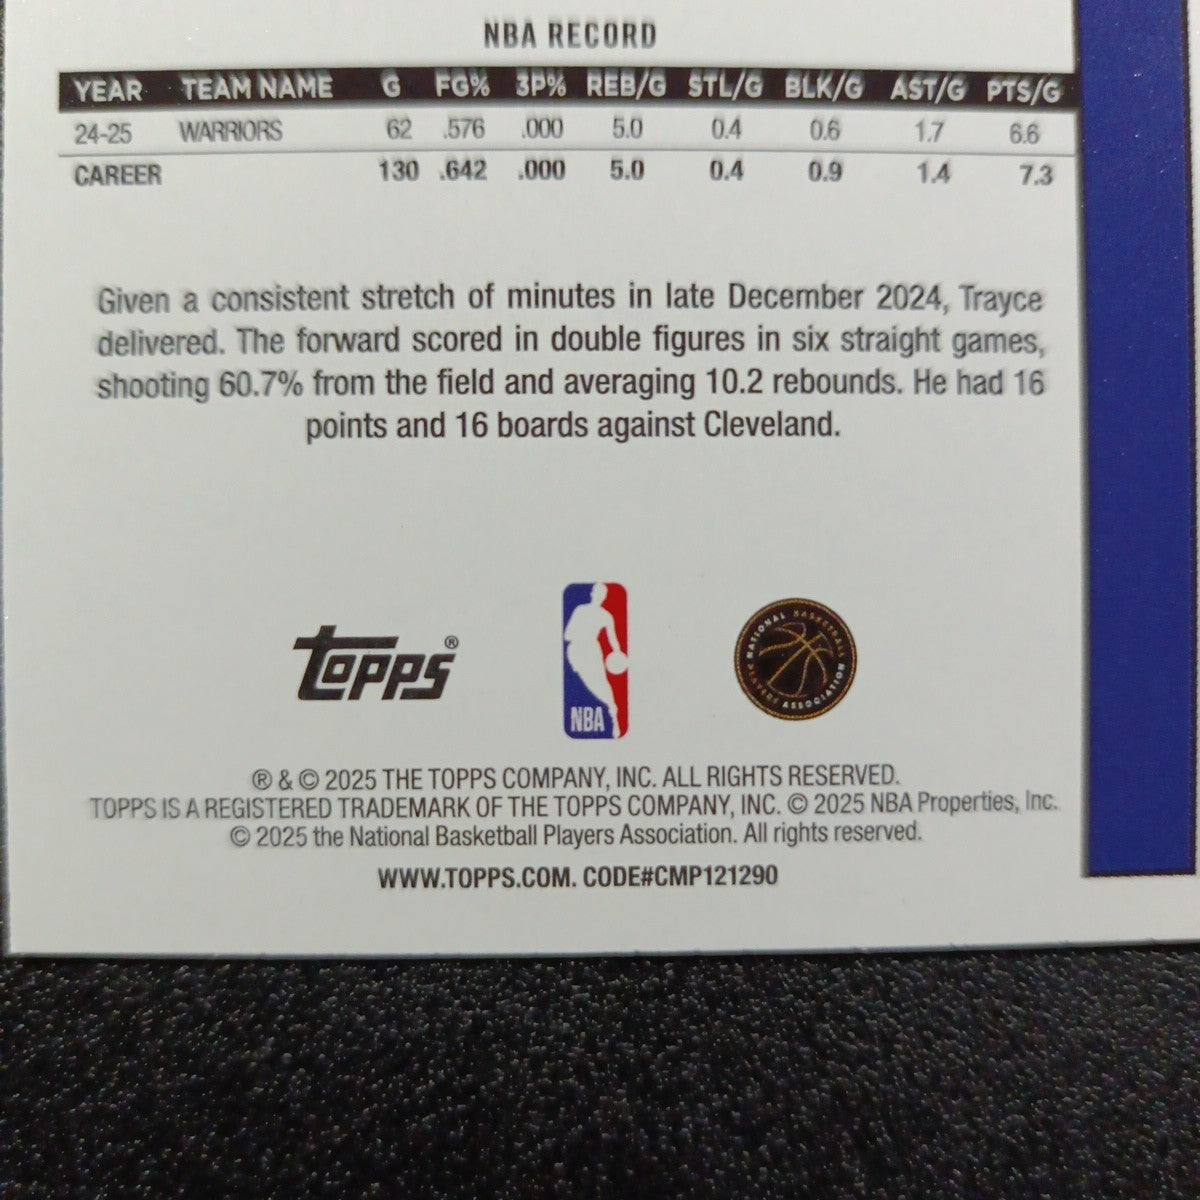 NBA RECORD
YEAR TEAM NAME G FG% 3P% REB/G STL/G BLK/G AST/G PTS/G
24-25 WARRIORS 62 .576 .000 5.0 0.4 0.6 1.7 6.6
CAREER 130 .642 .000 5.0 0.4 0.9 1.4 7.3
Given a consistent stretch of minutes in late December 2024, Trayce
delivered. The forward scored in double figures in six straight games,
shooting 60.7% from the field and averaging 10.2 rebounds. He had 16
points and 16 boards against Cleveland.
Topps®
NBA
NATIONAL BASKETBALL PLAYERS ASSOCIATION
® & © 2025 THE TOPPS COMPANY, INC. ALL RIGHTS RESERVED.
TOPPS IS A REGISTERED TRADEMARK OF THE TOPPS COMPANY, INC. © 2025 NBA Properties, Inc.
© 2025 the National Basketball Players Association. All rights reserved.
WWW.TOPPS.COM. CODE#CMP121290